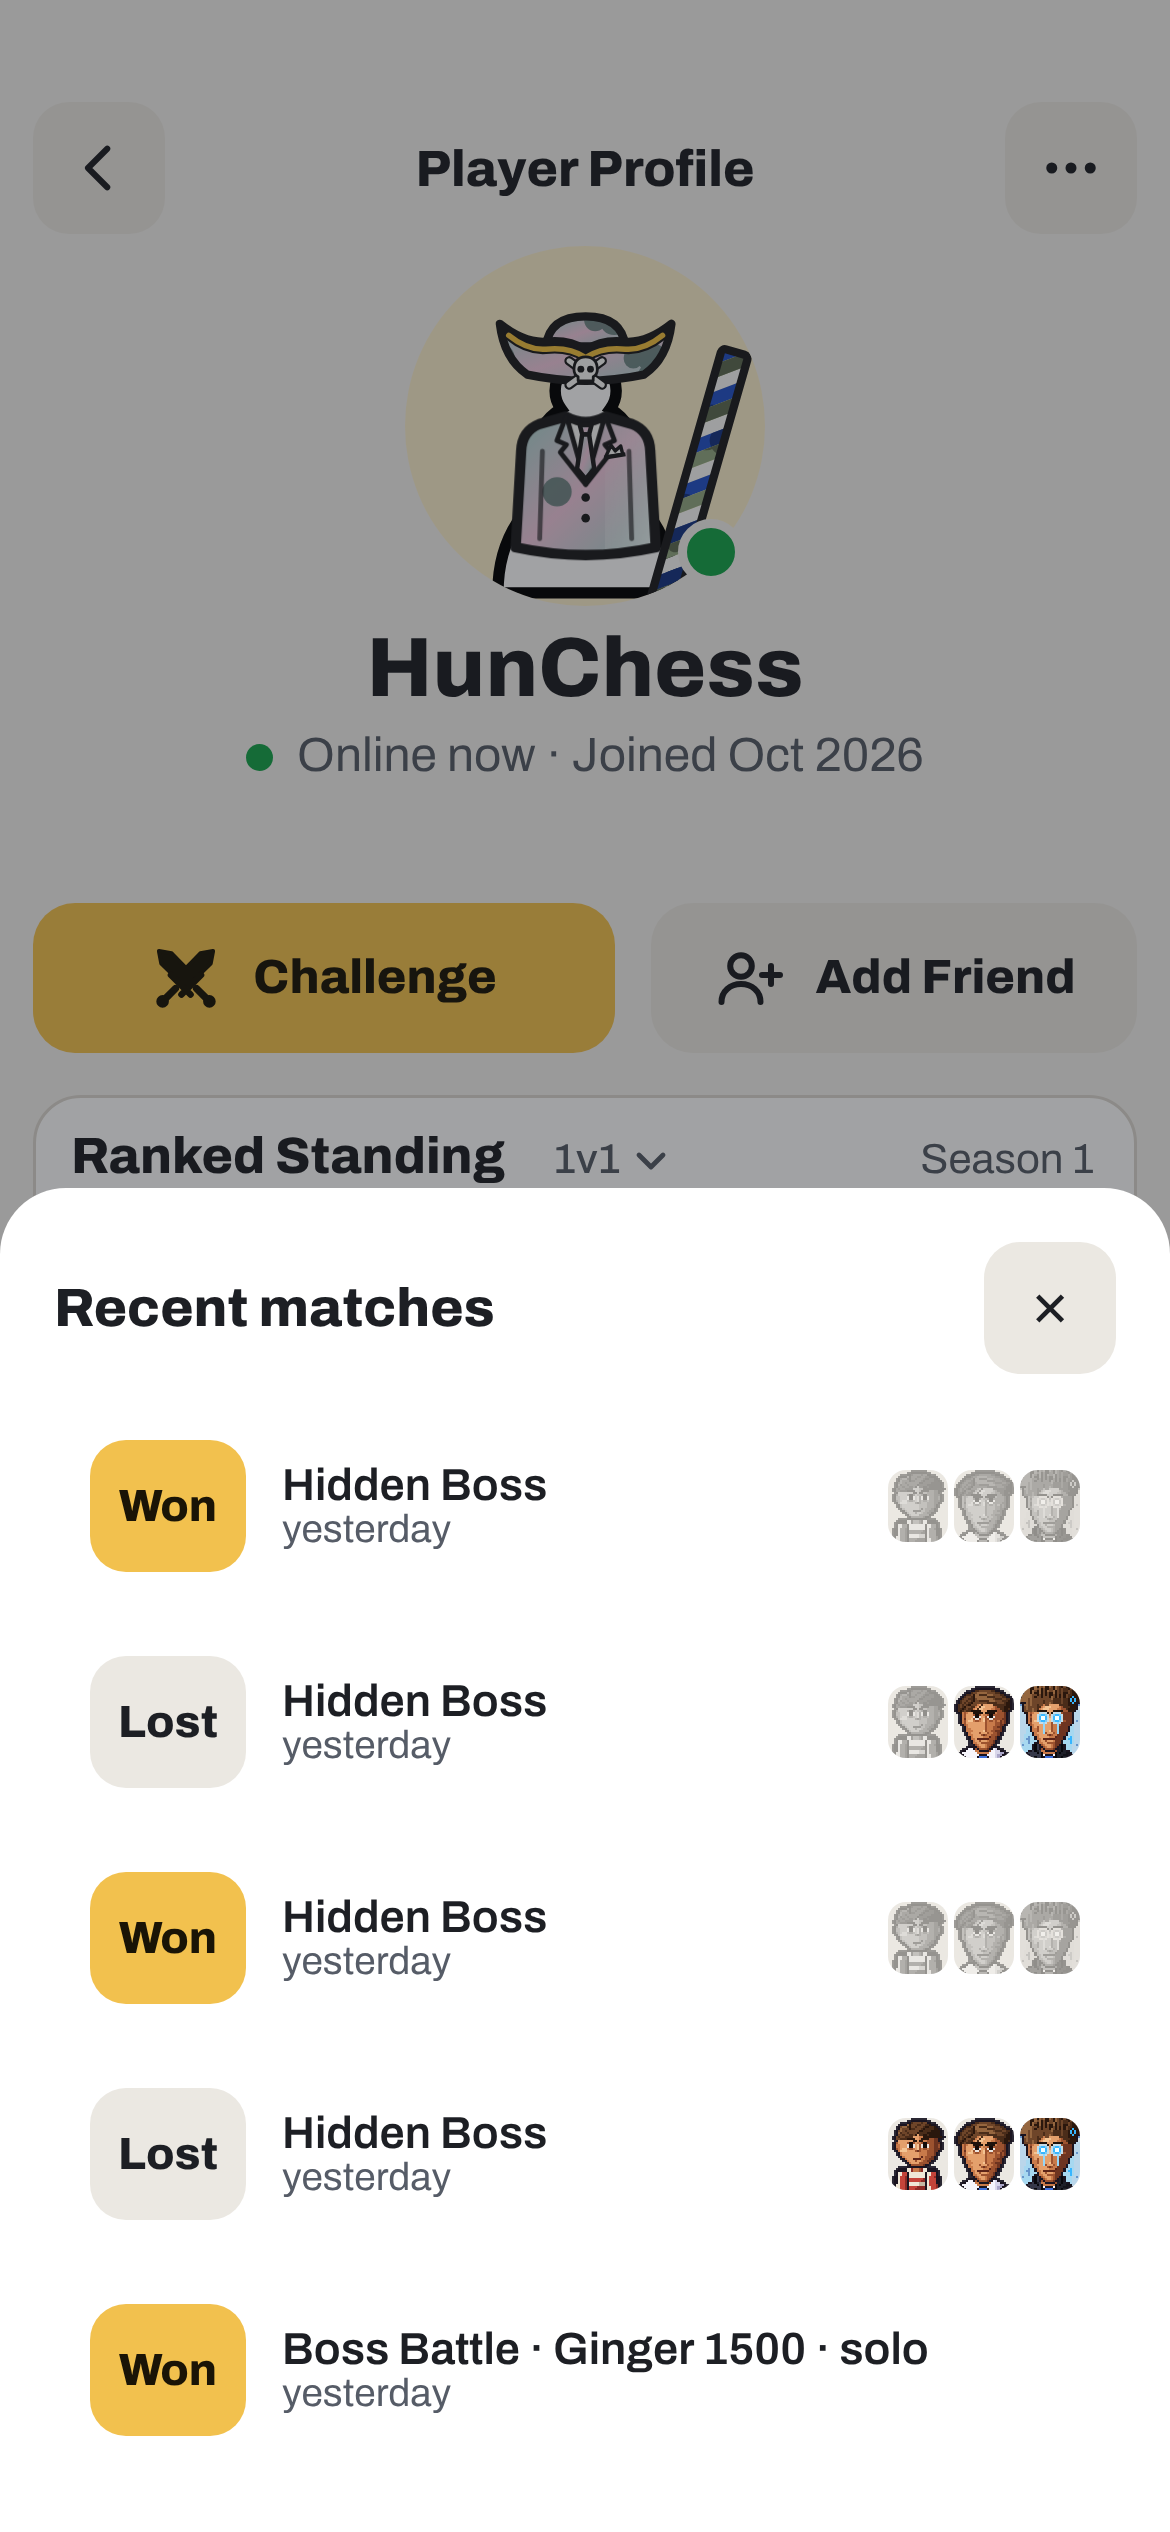 Player Profile
HunChess
Online now · Joined Oct 2026
Challenge
Add Friend
Ranked Standing 1v1 Season 1
Recent matches
Won
Hidden Boss
yesterday
Lost
Hidden Boss
yesterday
Won
Hidden Boss
yesterday
Lost
Hidden Boss
yesterday
Won
Boss Battle · Ginger 1500 · solo
yesterday